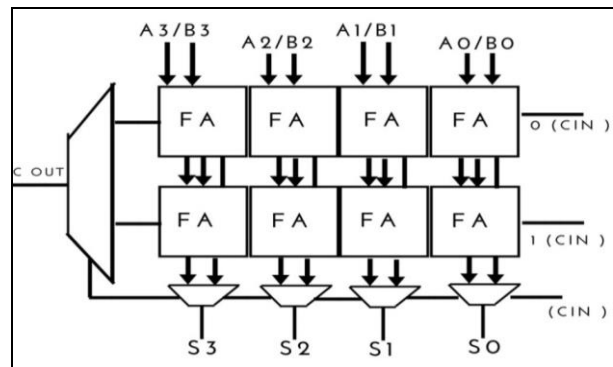 A3/B3 A2/B2 A1/B1 A0/B0
FA FA FA FA
0 (CIN )
C OUT
FA FA FA FA
1 (CIN )
(CIN )
S3 S2 S1 S0